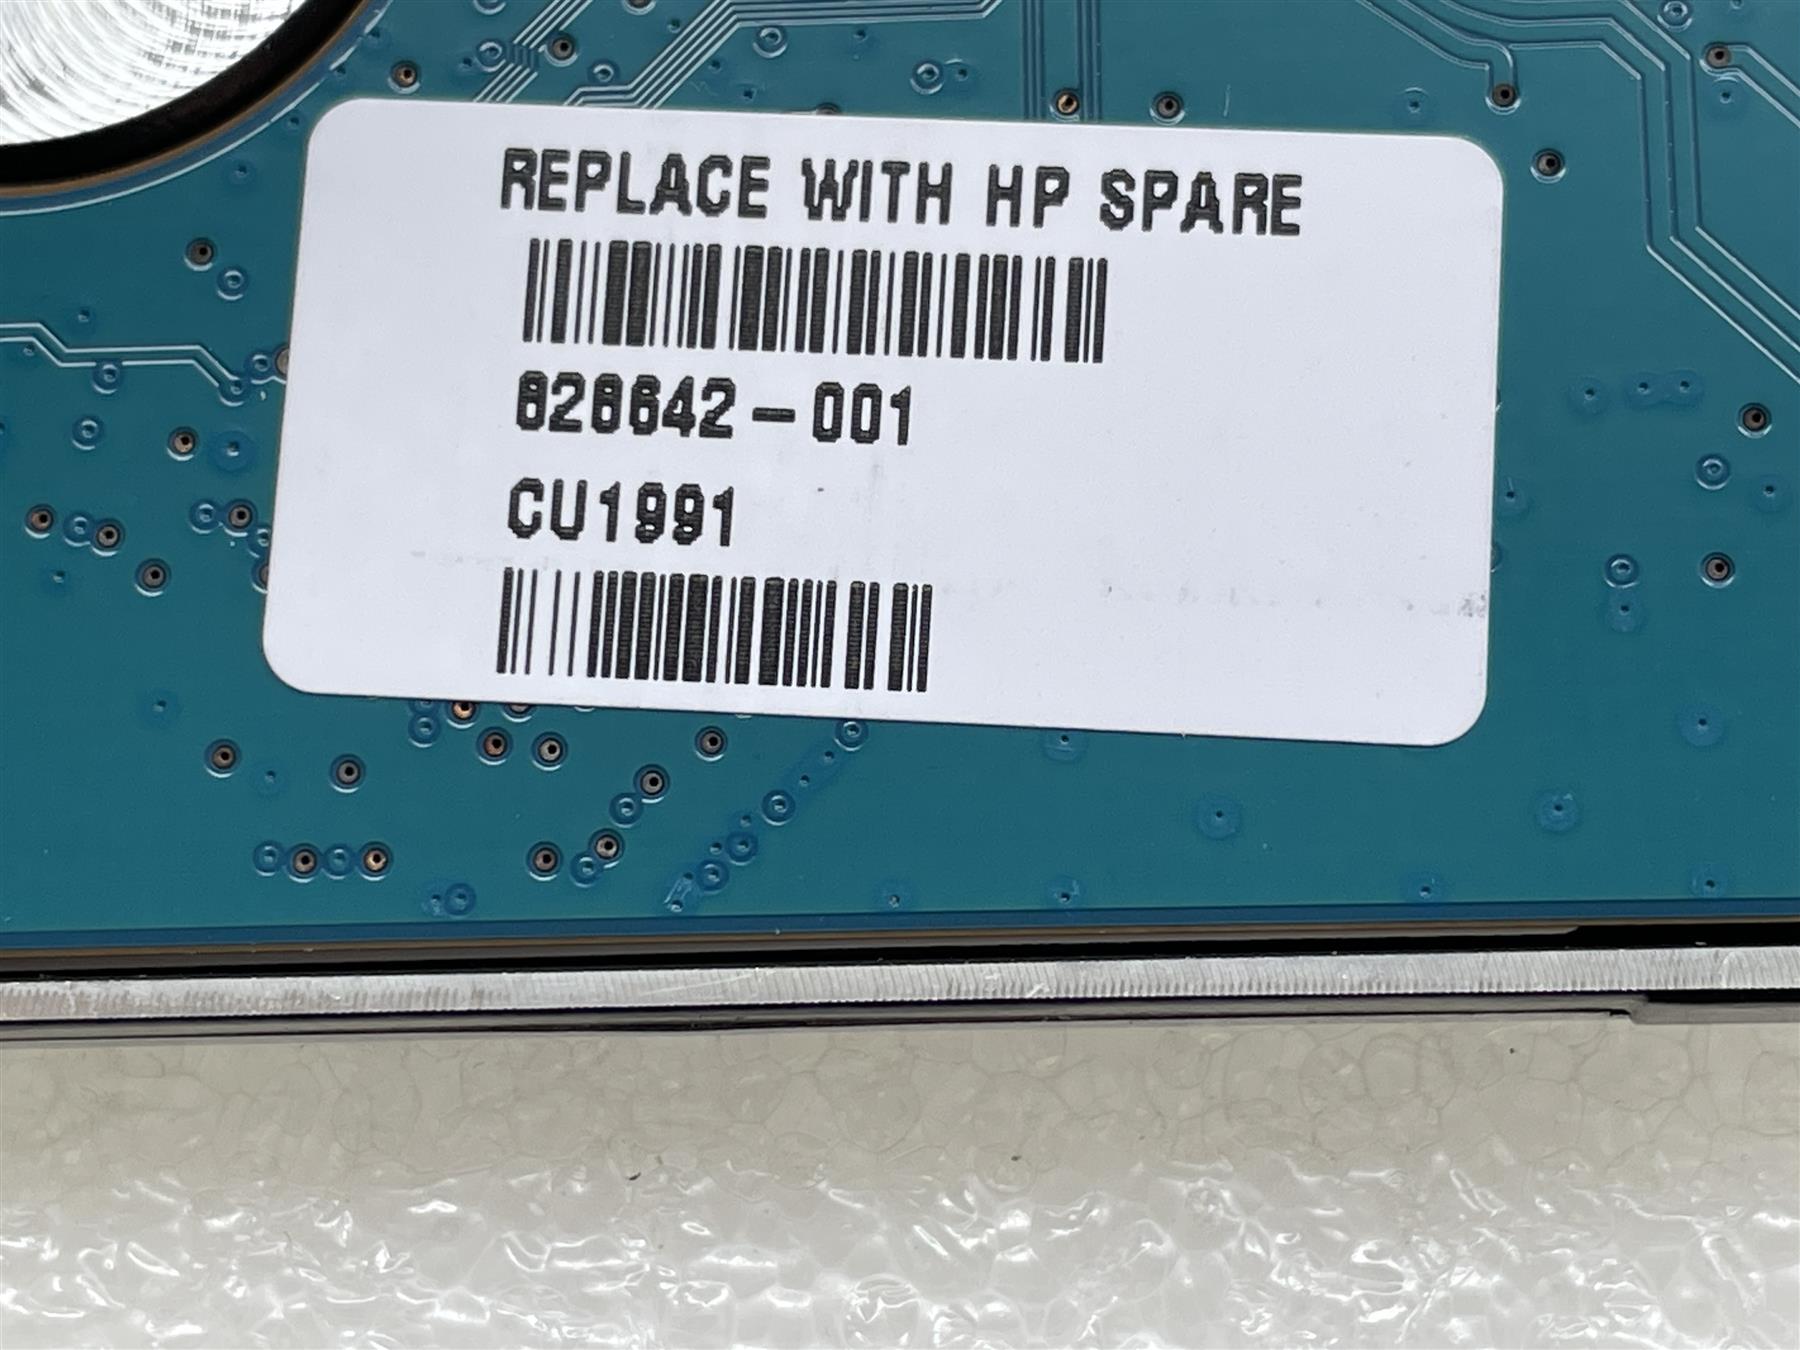 REPLACE WITH HP SPARE
828642-001
CU1991